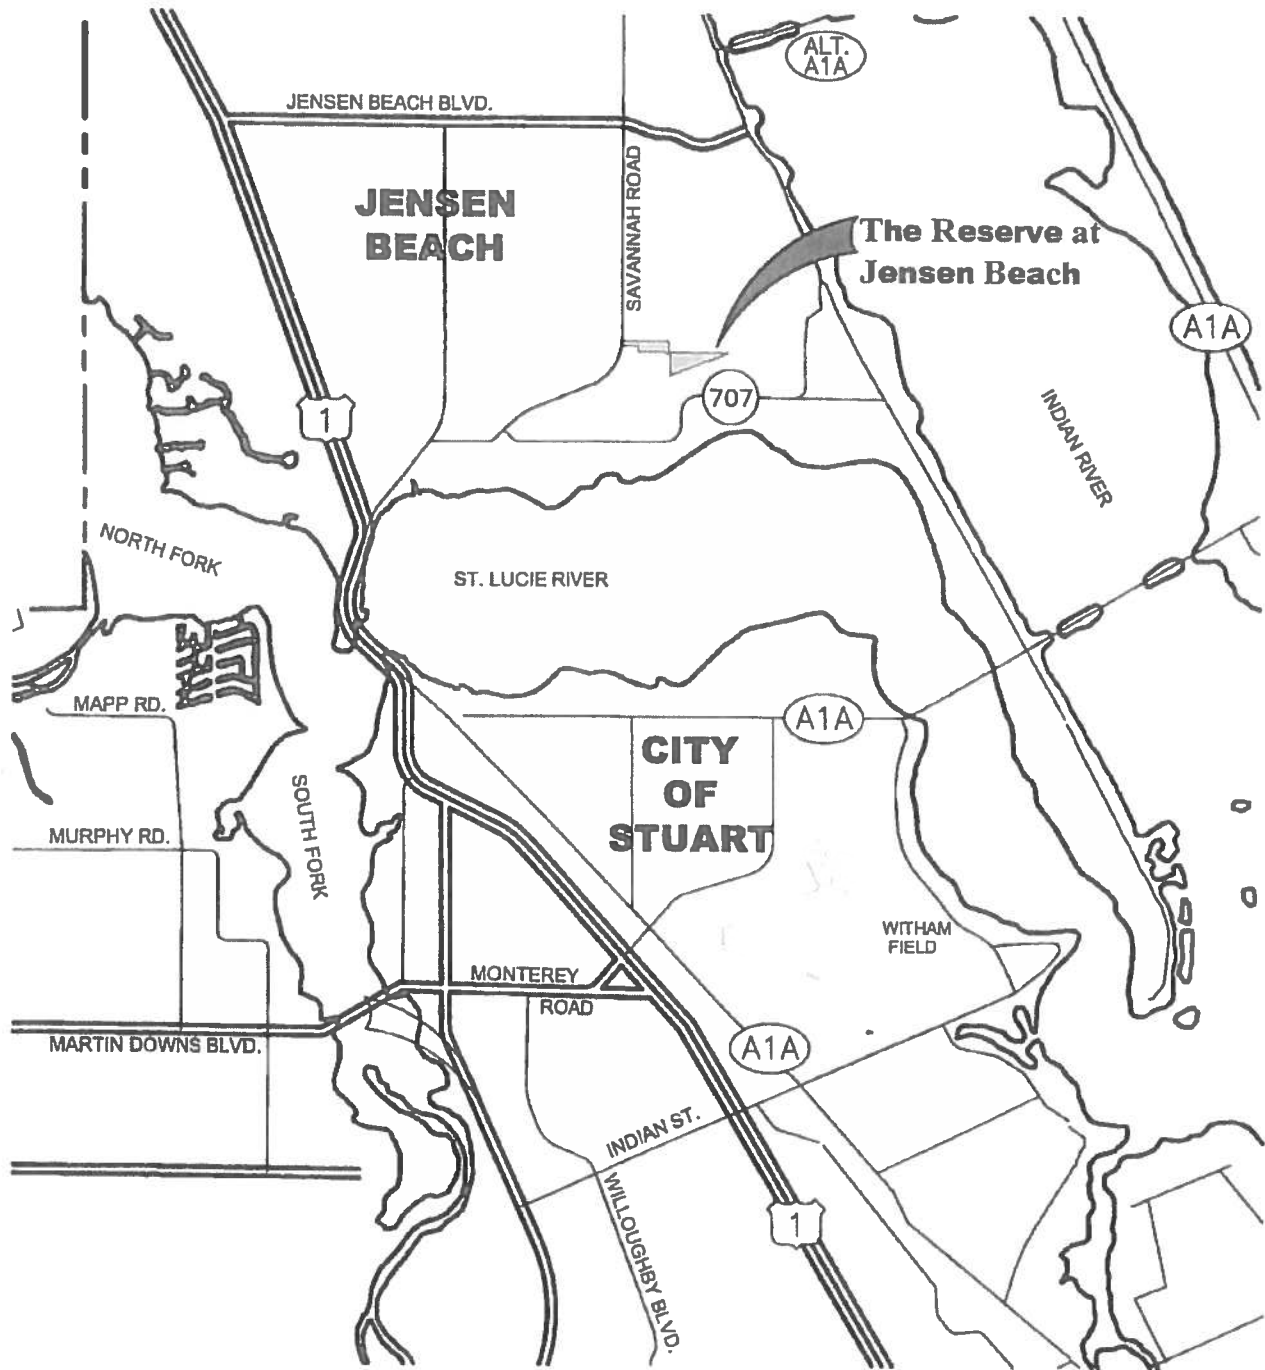 ALT.
A1A
JENSEN BEACH BLVD.
SAVANNAH ROAD
JENSEN
BEACH
The Reserve at
Jensen Beach
A1A
1
707
INDIAN RIVER
NORTH FORK
ST. LUCIE RIVER
MAPP RD.
A1A
CITY
OF
STUART
SOUTH FORK
MURPHY RD.
WITHAM
FIELD
MONTEREY
ROAD
MARTIN DOWNS BLVD.
A1A
INDIAN ST.
WILLOUGHBY BLVD.
1